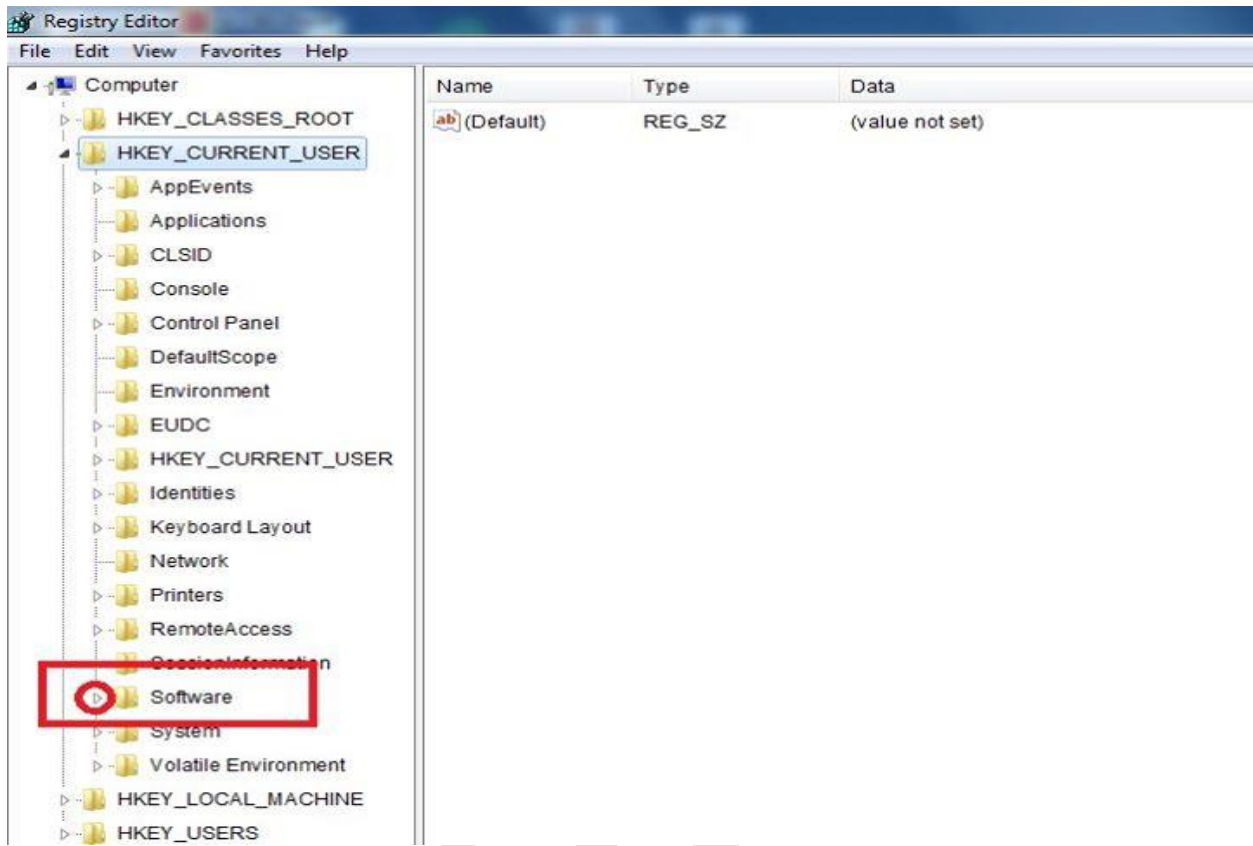 Registry Editor
File Edit View Favorites Help
Computer
HKEY_CLASSES_ROOT
HKEY_CURRENT_USER
AppEvents
Applications
CLSID
Console
Control Panel
DefaultScope
Environment
EUDC
HKEY_CURRENT_USER
Identities
Keyboard Layout
Network
Printers
RemoteAccess
SessionInformation
Software
System
Volatile Environment
HKEY_LOCAL_MACHINE
HKEY_USERS
Name Type Data
ab (Default) REG_SZ (value not set)